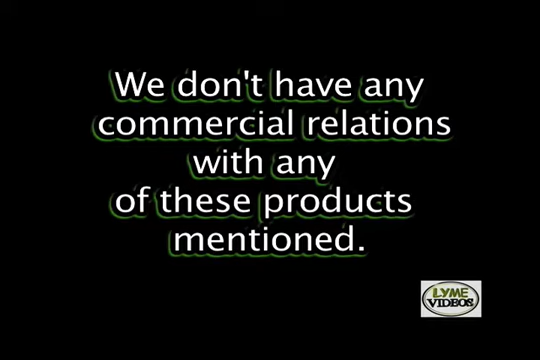 We don't have any
commercial relations
with any
of these products
mentioned.
LYME
VIDEOS